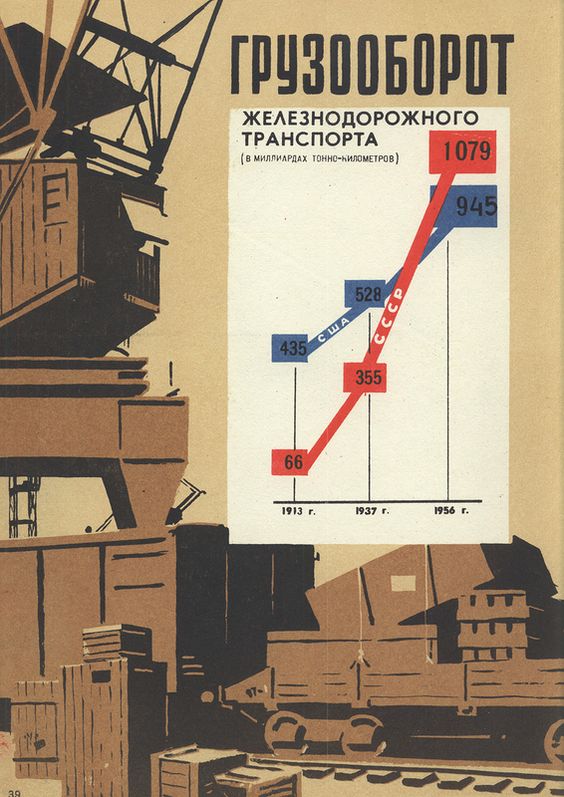 ГРУЗООБОРОТ
ЖЕЛЕЗНОДОРОЖНОГО
ТРАНСПОРТА
(В МИЛЛИАРДАХ ТОННО-КИЛОМЕТРОВ)
1079
945
528
США
СССР
435
355
66
1913 г. 1937 г. 1956 г.
39